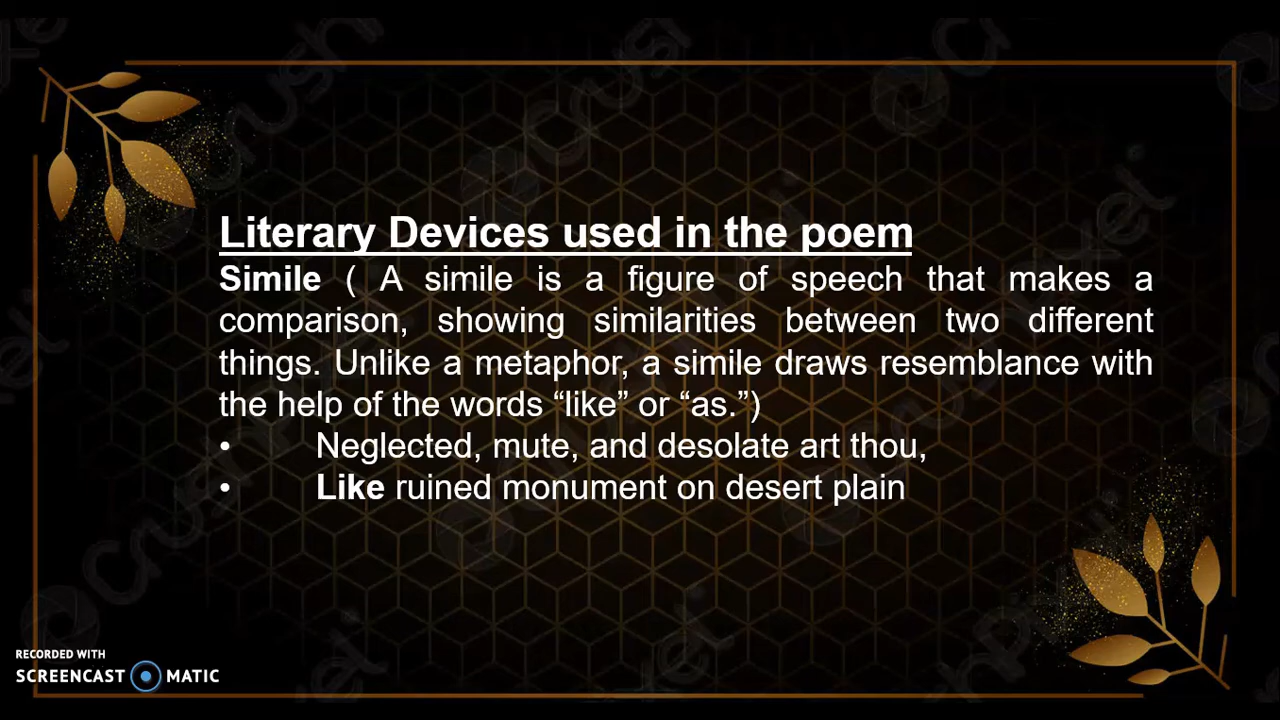 Literary Devices used in the poem
Simile ( A simile is a figure of speech that makes a
comparison, showing similarities between two different
things. Unlike a metaphor, a simile draws resemblance with
the help of the words “like” or “as.”)
• Neglected, mute, and desolate art thou,
• Like ruined monument on desert plain
RECORDED WITH
SCREENCAST MATIC